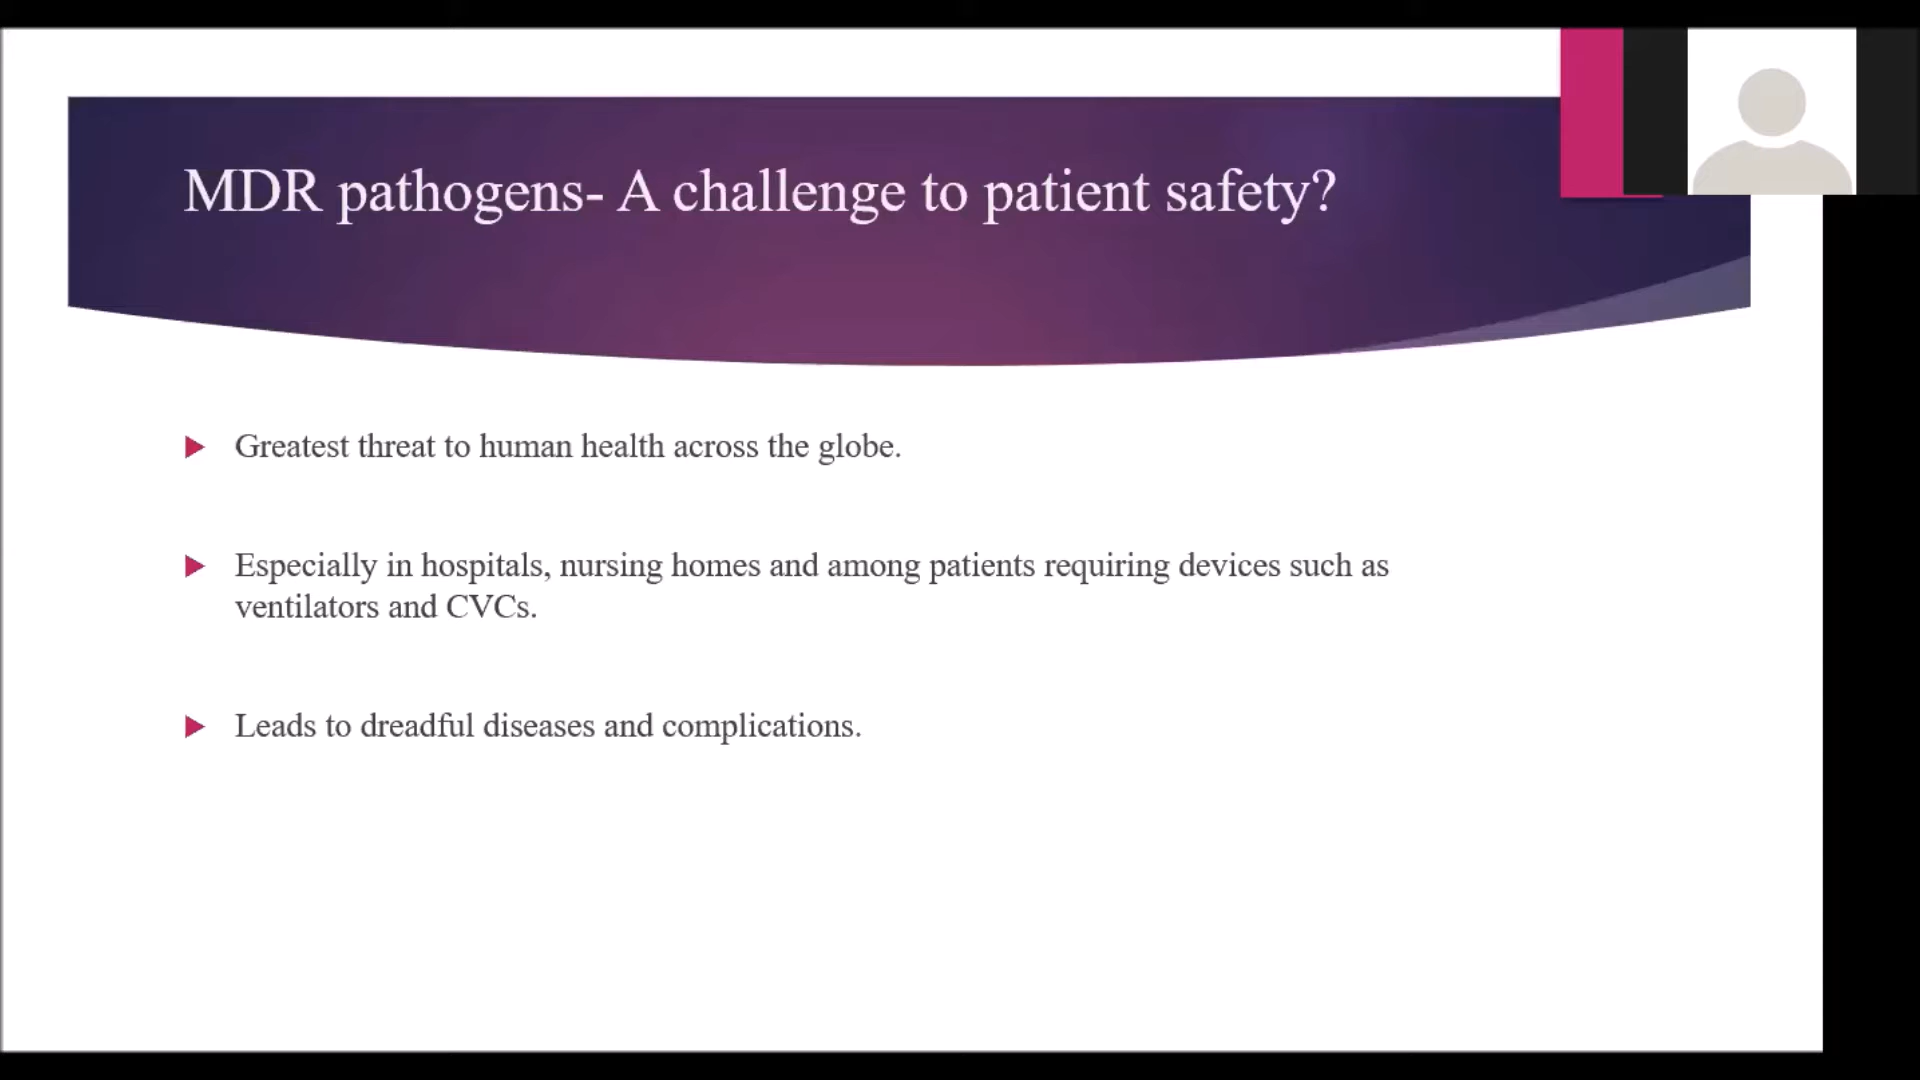 MDR pathogens- A challenge to patient safety?
Greatest threat to human health across the globe.
Especially in hospitals, nursing homes and among patients requiring devices such as
ventilators and CVCs.
Leads to dreadful diseases and complications.